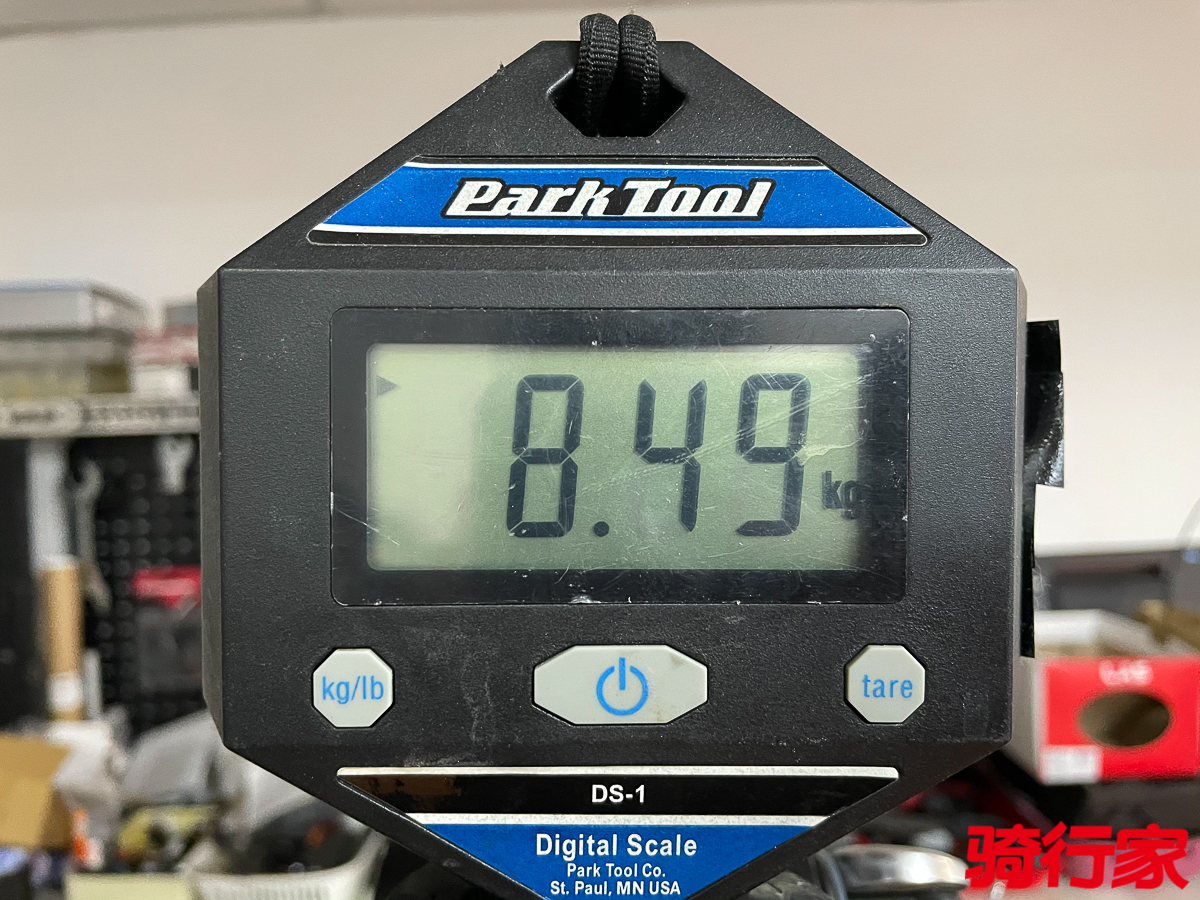 Park Tool
8.49
kg
kg/lb
tare
DS-1
Digital Scale
Park Tool Co.
St. Paul, MN USA
骑行家